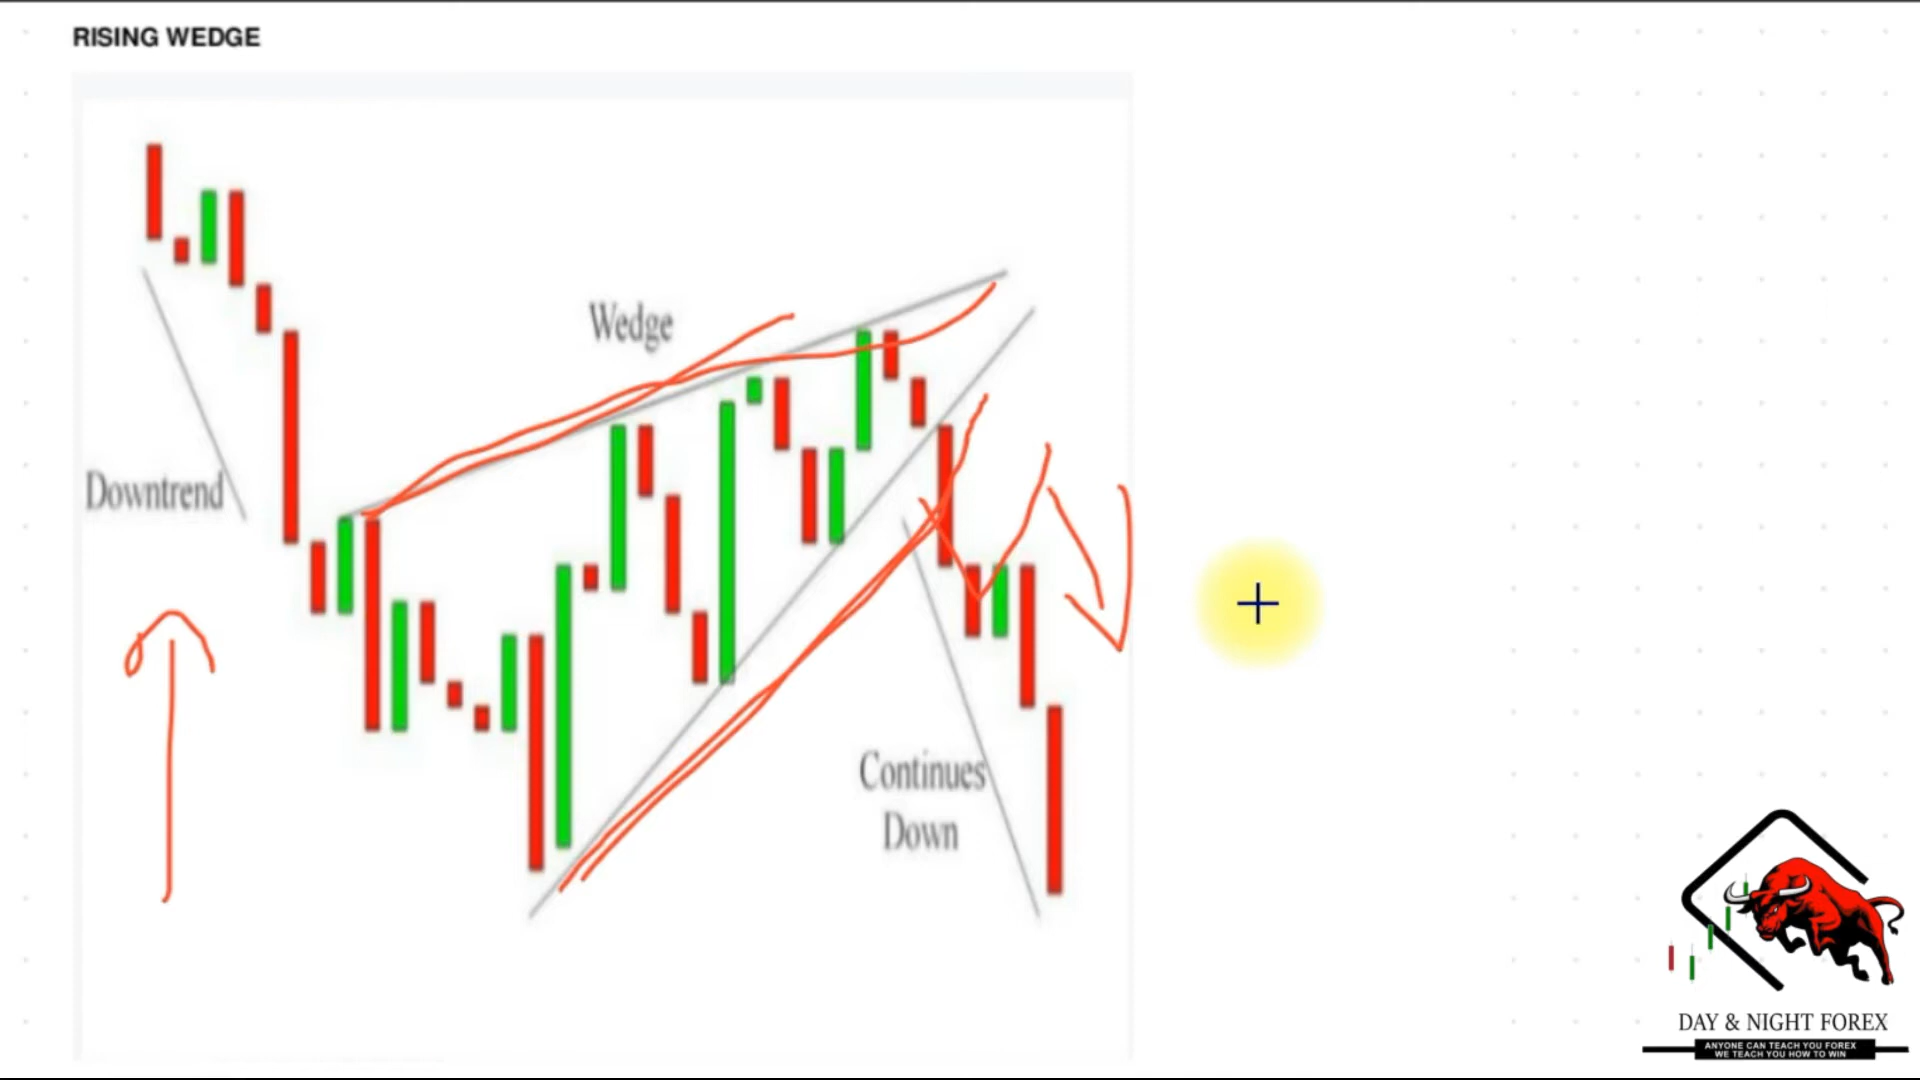 RISING WEDGE
Wedge
Downtrend
Continues
Down
DAY & NIGHT FOREX
ANYONE CAN TEACH YOU FOREX
WE TEACH YOU HOW TO WIN